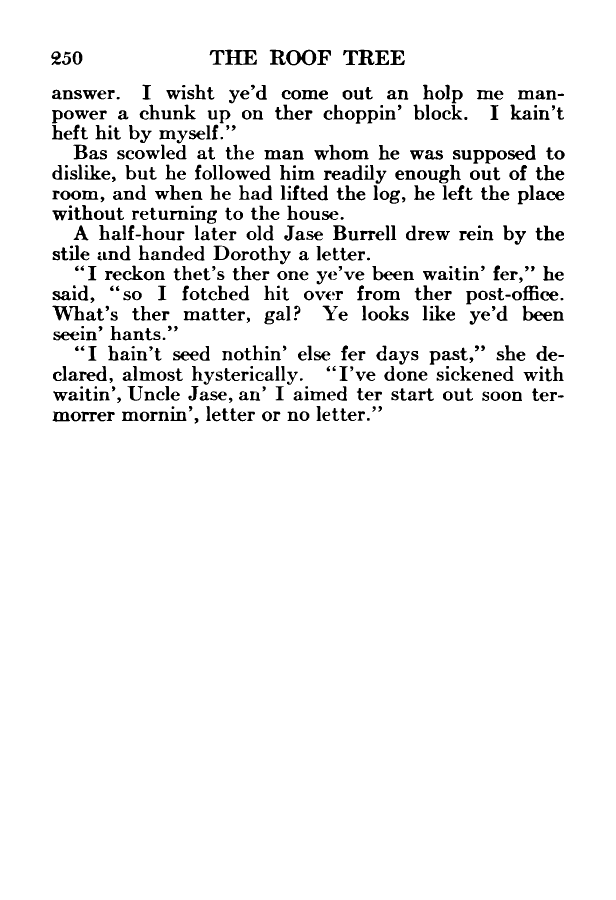 250 THE ROOF TREE
answer. I wisht ye'd come out an holp me man-
power a chunk up on ther choppin' block. I kain't
heft hit by myself.”
Bas scowled at the man whom he was supposed to
dislike, but he followed him readily enough out of the
room, and when he had lifted the log, he left the place
without returning to the house.
A half-hour later old Jase Burrell drew rein by the
stile and handed Dorothy a letter.
“I reckon thet's ther one ye've been waitin' fer,” he
said, “so I fotched hit over from ther post-office.
What's ther matter, gal? Ye looks like ye'd been
seein' hants.”
“I hain't seed nothin' else fer days past,” she de-
clared, almost hysterically. “I've done sickened with
waitin', Uncle Jase, an' I aimed ter start out soon ter-
morrer mornin', letter or no letter.”